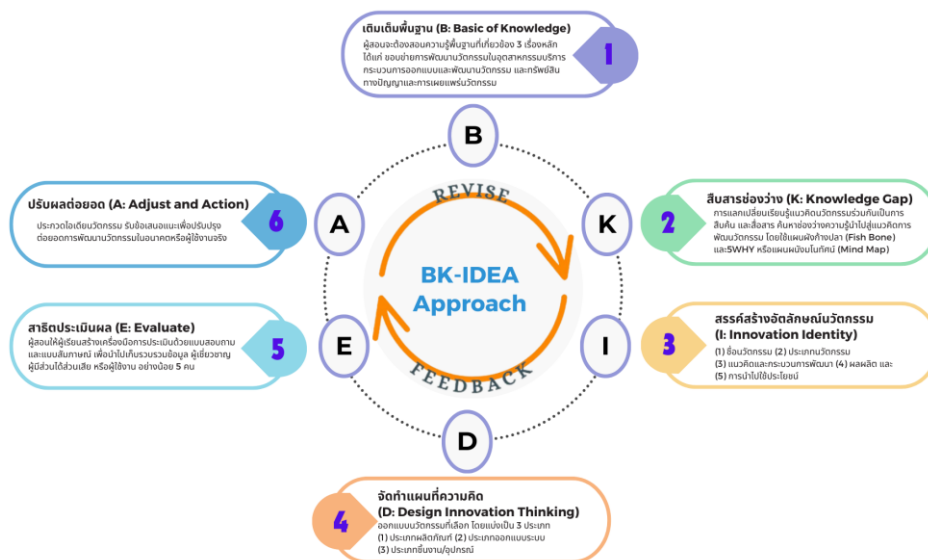 เติมเต็มพื้นฐาน (B: Basic of Knowledge)
ผู้สอนจะต้องสอนความรู้พื้นฐานที่เกี่ยวข้อง 3 เรื่องหลัก
ได้แก่ ขอบข่ายการพัฒนานวัตกรรมในอุตสาหกรรมบริการ
กระบวนการออกแบบและพัฒนานวัตกรรม และทรัพย์สิน
ทางปัญญาและการเผยแพร่นวัตกรรม
1
B
K
I
D
E
A
REVISE
BK-IDEA
Approach
FEEDBACK
สืบสารช่องว่าง (K: Knowledge Gap)
การแลกเปลี่ยนเรียนรู้แนวคิดนวัตกรรมร่วมกันเป็นการ
สืบค้น และสื่อสาร ค้นหาช่องว่างความรู้นำไปสู่แนวคิดการ
พัฒนวัตกรรม โดยใช้แผนผังก้างปลา (Fish Bone)
และ5WHY หรือแผนผังมโนทัศน์ (Mind Map)
2
สรรค์สร้างอัตลักษณ์นวัตกรรม
(I: Innovation Identity)
(1) ชื่อนวัตกรรม (2) ประเภทนวัตกรรม
(3) แนวคิดและกระบวนการพัฒนา (4) ผลผลิต และ
(5) การนำไปใช้ประโยชน์
3
จัดทำแผนที่ความคิด
(D: Design Innovation Thinking)
ออกแบบนวัตกรรมที่เลือก โดยแบ่งเป็น 3 ประเภท
(1) ประเภทผลิตภัณฑ์ (2) ประเภทออกแบบระบบ
(3) ประเภทชิ้นงาน/อุปกรณ์
4
สาธิตประเมินผล (E: Evaluate)
ผู้สอนให้ผู้เรียนสร้างเครื่องมือการประเมินด้วยแบบสอบถาม
และแบบสัมภาษณ์ เพื่อนำไปเก็บรวบรวมข้อมูล ผู้เชี่ยวชาญ
ผู้มีส่วนได้ส่วนเสีย หรือผู้ใช้งาน อย่างน้อย 5 คน
5
ปรับผลต่อยอด (A: Adjust and Action)
ประกวดไอเดียนวัตกรรม รับข้อเสนอแนะเพื่อปรับปรุง
ต่อยอดการพัฒนานวัตกรรมในอนาคตหรือผู้ใช้งานจริง
6